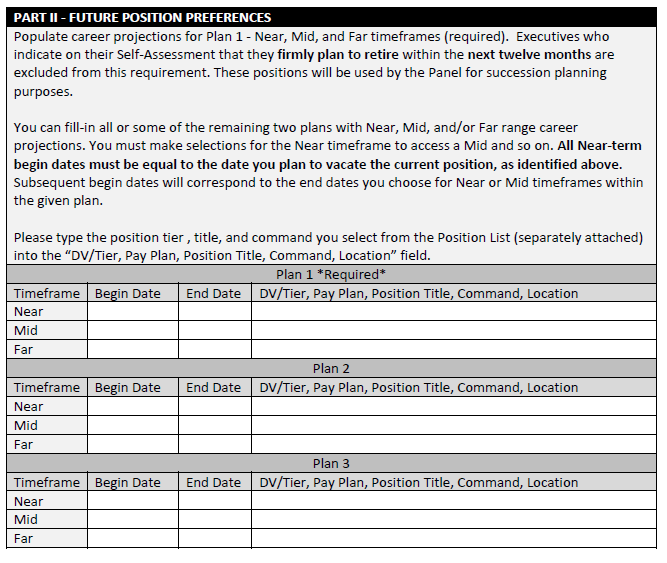 PART II - FUTURE POSITION PREFERENCES
Populate career projections for Plan 1 - Near, Mid, and Far timeframes (required).  Executives who
indicate on their Self-Assessment that they firmly plan to retire within the next twelve months are
excluded from this requirement. These positions will be used by the Panel for succession planning
purposes.
You can fill-in all or some of the remaining two plans with Near, Mid, and/or Far range career
projections. You must make selections for the Near timeframe to access a Mid and so on. All Near-term
begin dates must be equal to the date you plan to vacate the current position, as identified above.
Subsequent begin dates will correspond to the end dates you choose for Near or Mid timeframes within
the given plan.
Please type the position tier , title, and command you select from the Position List (separately attached)
into the “DV/Tier, Pay Plan, Position Title, Command, Location” field.
Plan 1 *Required*
Timeframe Begin Date End Date DV/Tier, Pay Plan, Position Title, Command, Location
Near
Mid
Far
Plan 2
Timeframe Begin Date End Date DV/Tier, Pay Plan, Position Title, Command, Location
Near
Mid
Far
Plan 3
Timeframe Begin Date End Date DV/Tier, Pay Plan, Position Title, Command, Location
Near
Mid
Far